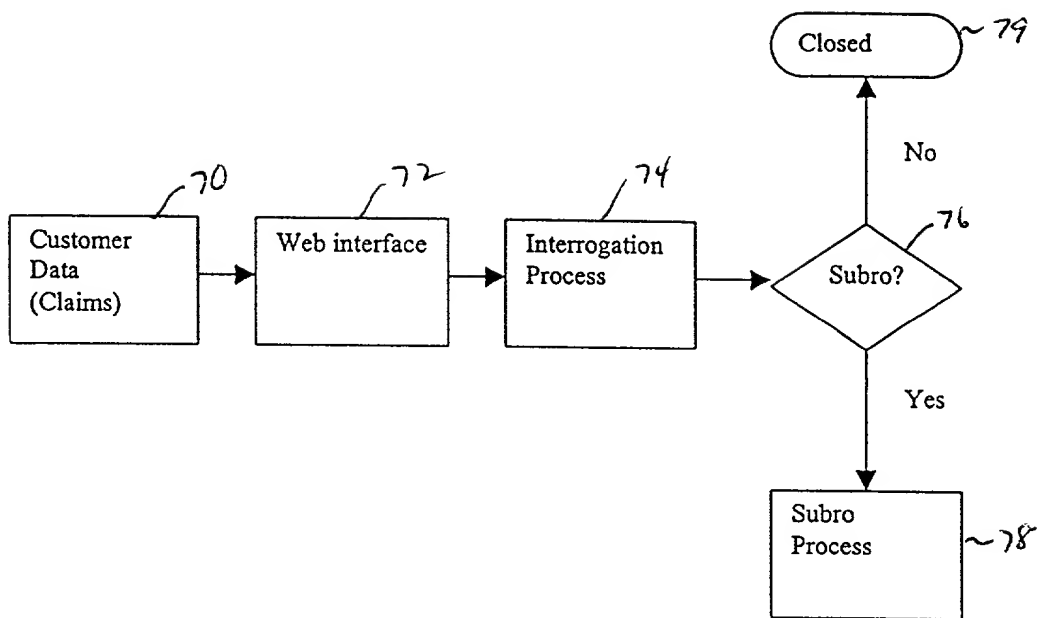 Closed
79
No
70
72
74
76
Customer
Data
(Claims)
Web interface
Interrogation
Process
Subro?
Yes
Subro
Process
78